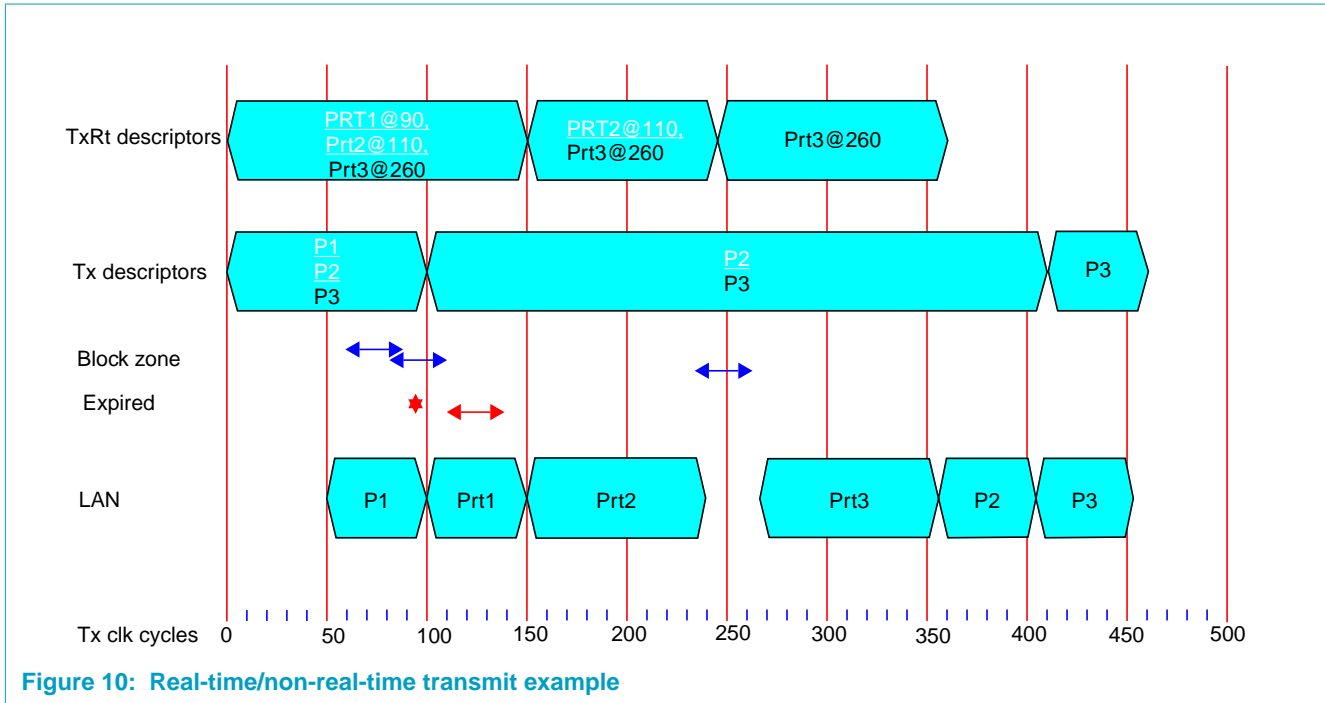 TxRt descriptors
PRT1@90,
Prt2@110,
Prt3@260
PRT2@110,
Prt3@260
Prt3@260
Tx descriptors
P1
P2
P3
P2
P3
P3
Block zone
Expired
LAN
P1
Prt1
Prt2
Prt3
P2
P3
Tx clk cycles
0 50 100 150 200 250 300 350 400 450 500
Figure 10: Real-time/non-real-time transmit example